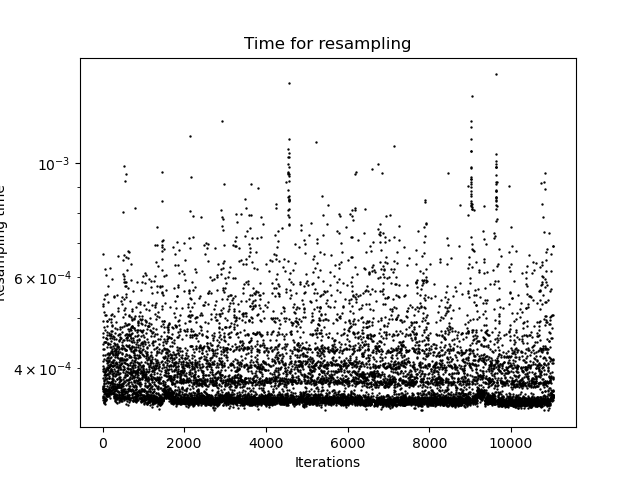 Time for resampling
Resampling time
10⁻³
6 × 10⁻⁴
4 × 10⁻⁴
0 2000 4000 6000 8000 10000
Iterations